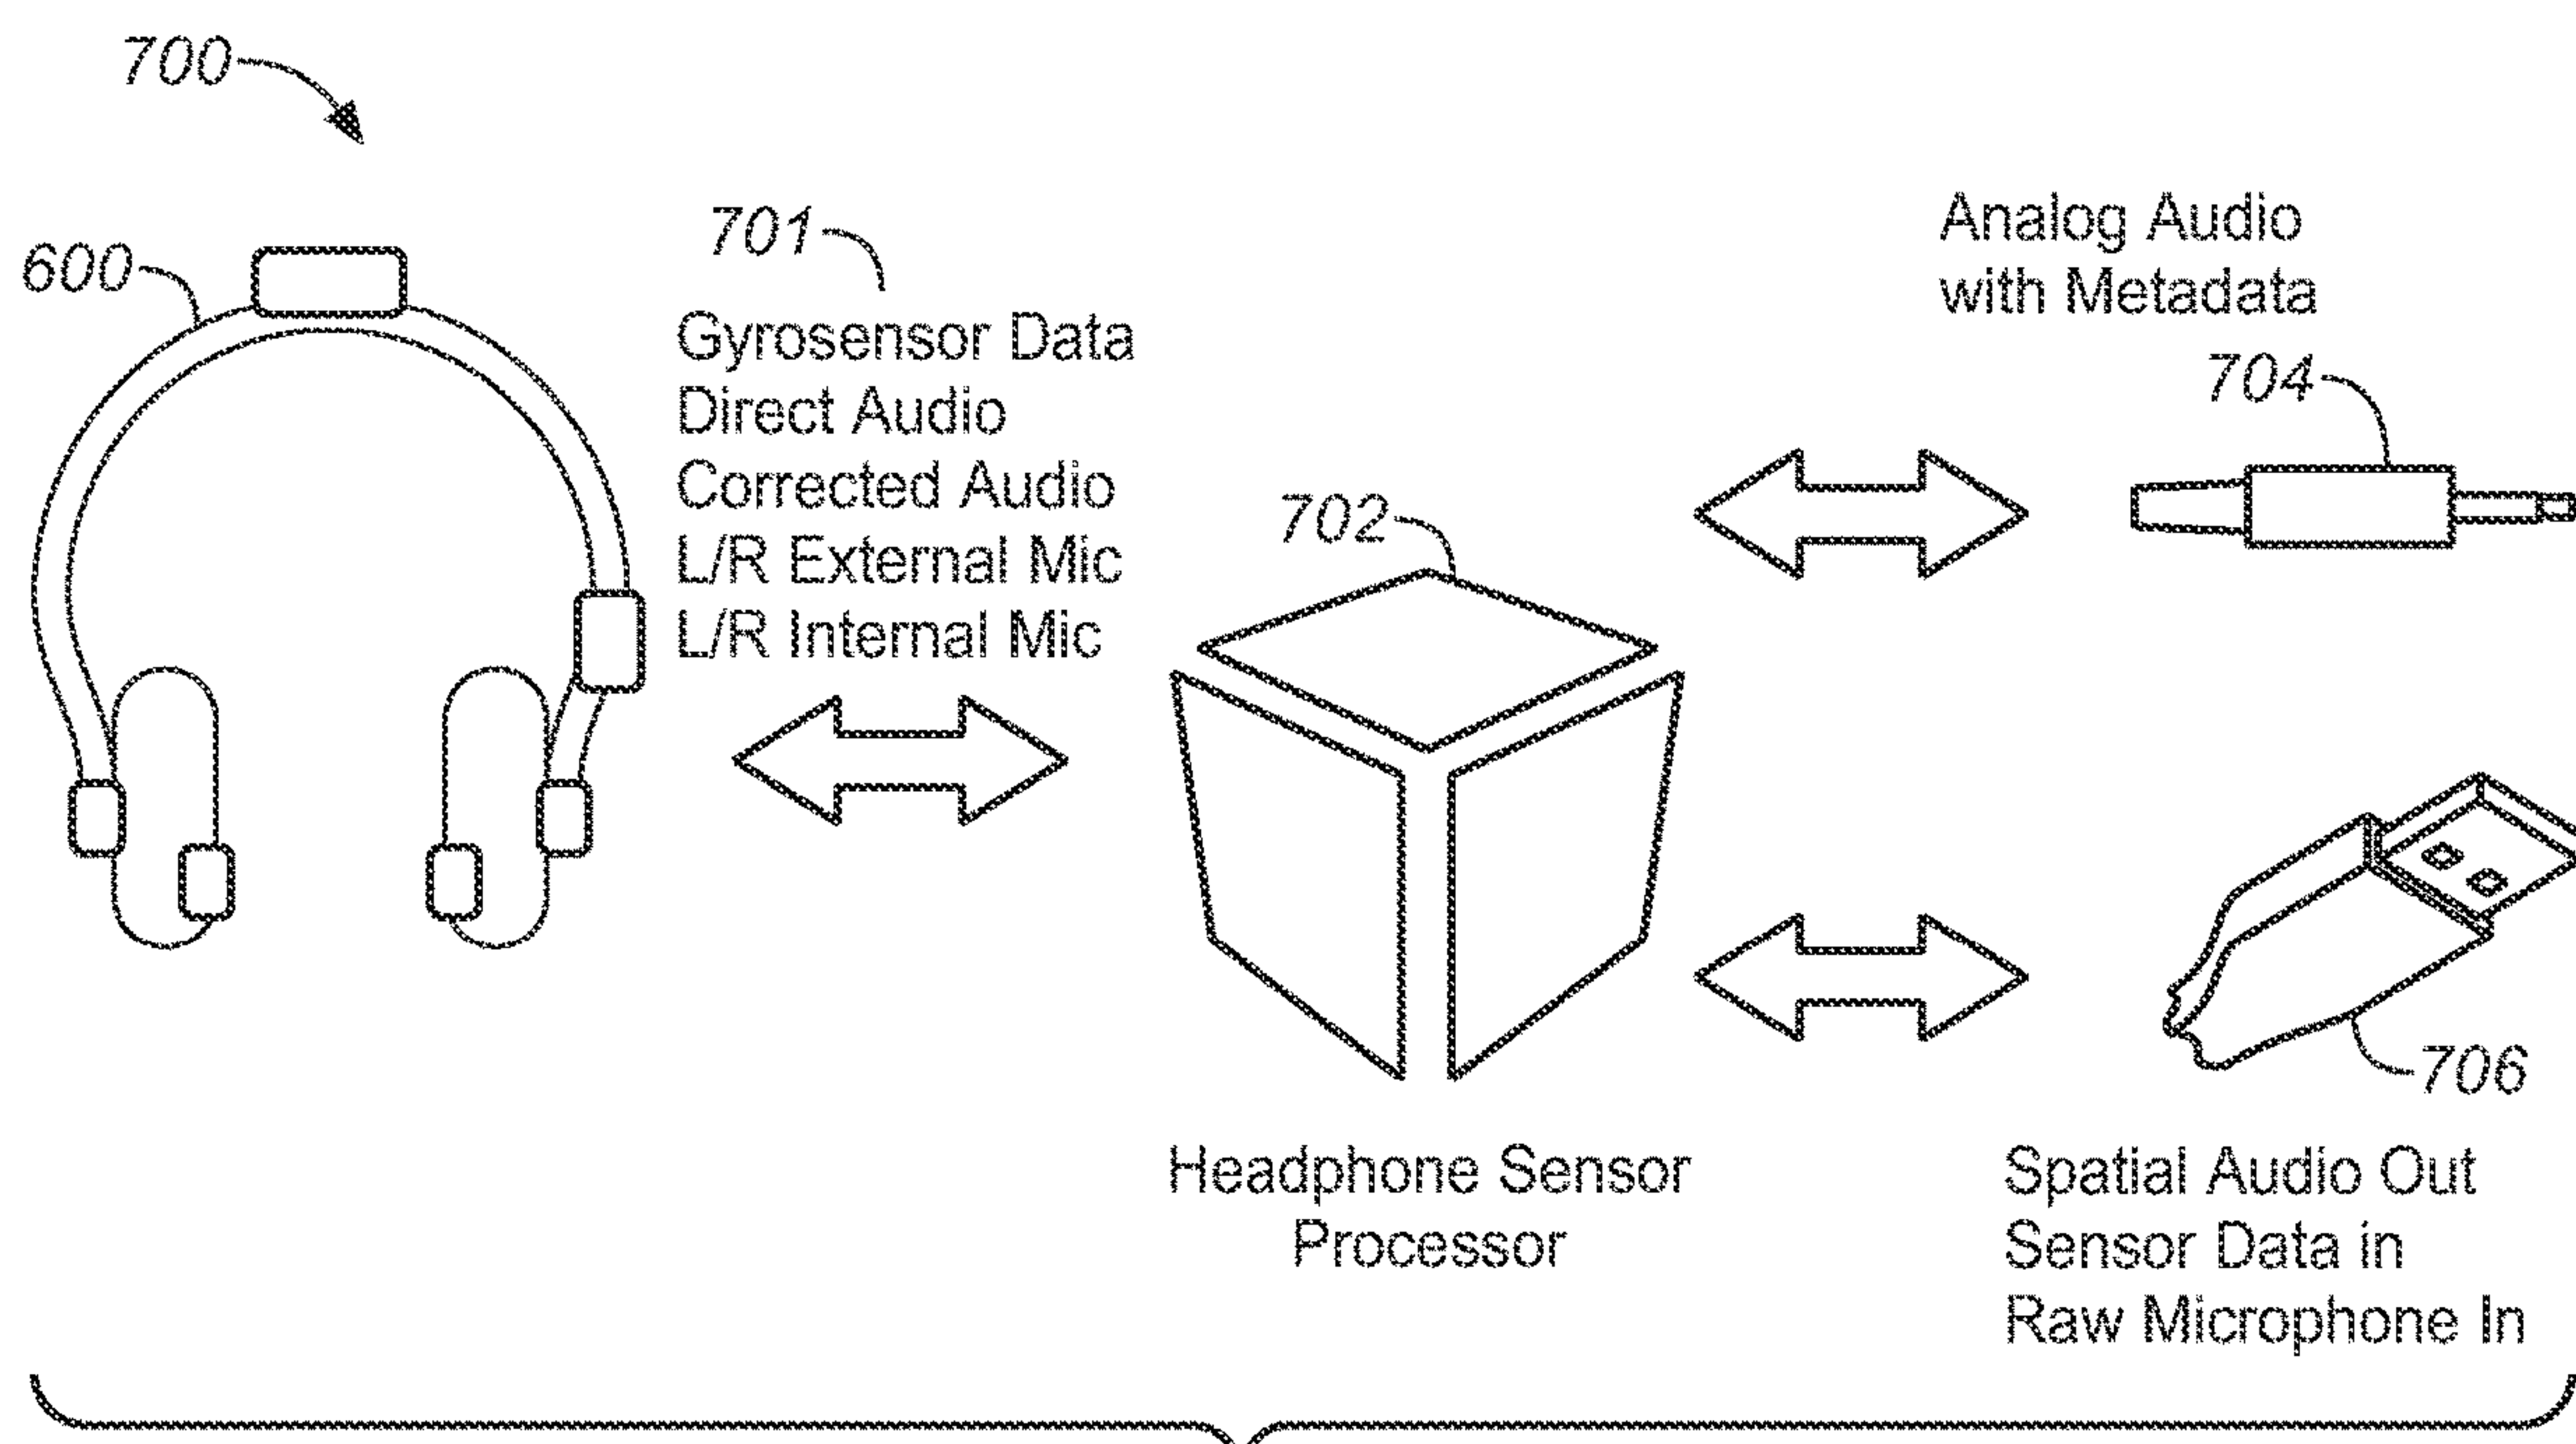 700
600
701
Gyrosensor Data
Direct Audio
Corrected Audio
L/R External Mic
L/R Internal Mic
702
Headphone Sensor
Processor
Analog Audio
with Metadata
704
706
Spatial Audio Out
Sensor Data in
Raw Microphone In